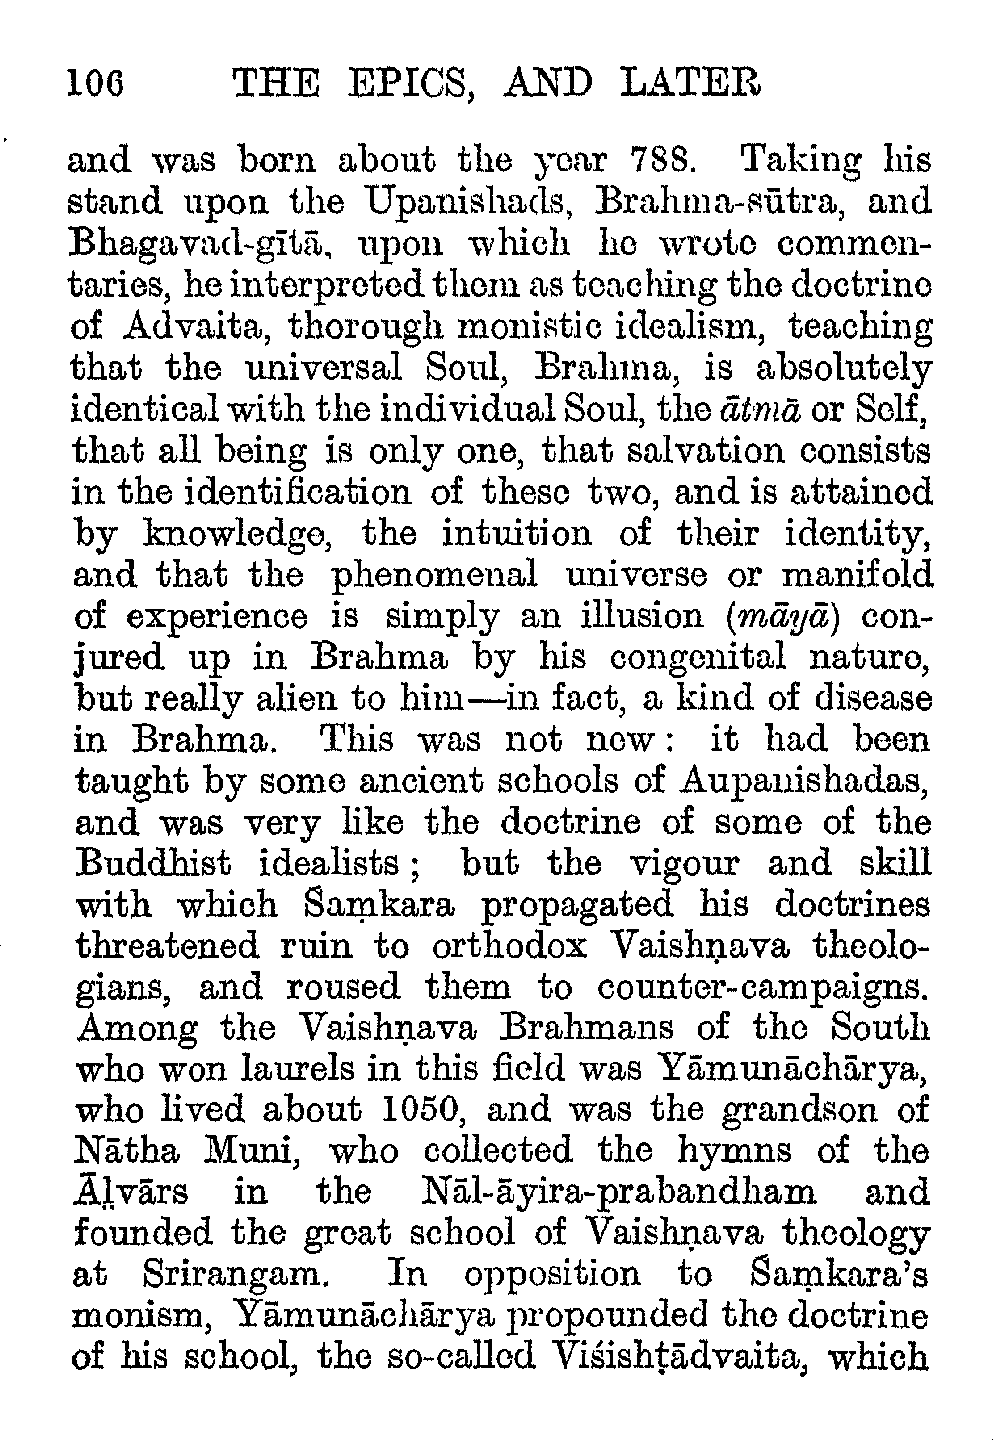 106 THE EPICS, AND LATER
and was born about the year 788. Taking his
stand upon the Upanishads, Brahma-sūtra, and
Bhagavad-gītā, upon which he wrote commen-
taries, he interpreted them as teaching the doctrine
of Advaita, thorough monistic idealism, teaching
that the universal Soul, Brahma, is absolutely
identical with the individual Soul, the ātmā or Self,
that all being is only one, that salvation consists
in the identification of these two, and is attained
by knowledge, the intuition of their identity,
and that the phenomenal universe or manifold
of experience is simply an illusion (māyā) con-
jured up in Brahma by his congenital nature,
but really alien to him—in fact, a kind of disease
in Brahma. This was not new: it had been
taught by some ancient schools of Aupanishadas,
and was very like the doctrine of some of the
Buddhist idealists; but the vigour and skill
with which Śaṃkara propagated his doctrines
threatened ruin to orthodox Vaishṇava theolo-
gians, and roused them to counter-campaigns.
Among the Vaishṇava Brahmans of the South
who won laurels in this field was Yāmunāchārya,
who lived about 1050, and was the grandson of
Nātha Muni, who collected the hymns of the
Āḷvārs in the Nāl-āyira-prabandham and
founded the great school of Vaishṇava theology
at Srirangam. In opposition to Śaṃkara's
monism, Yāmunāchārya propounded the doctrine
of his school, the so-called Viśishṭādvaita, which